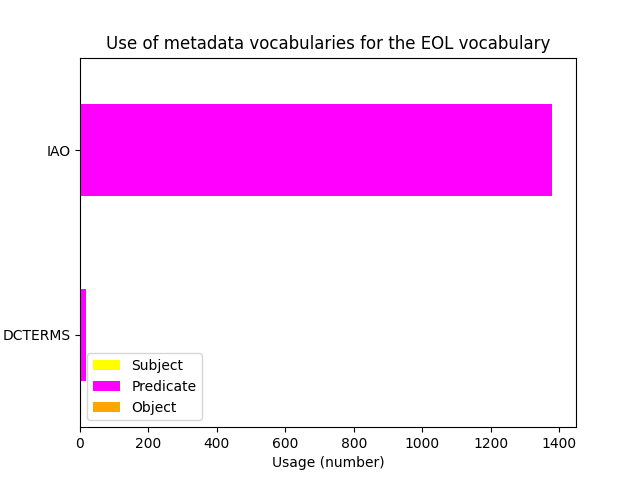 Use of metadata vocabularies for the EOL vocabulary
IAO
DCTERMS
Subject
Predicate
Object
0 200 400 600 800 1000 1200 1400
Usage (number)